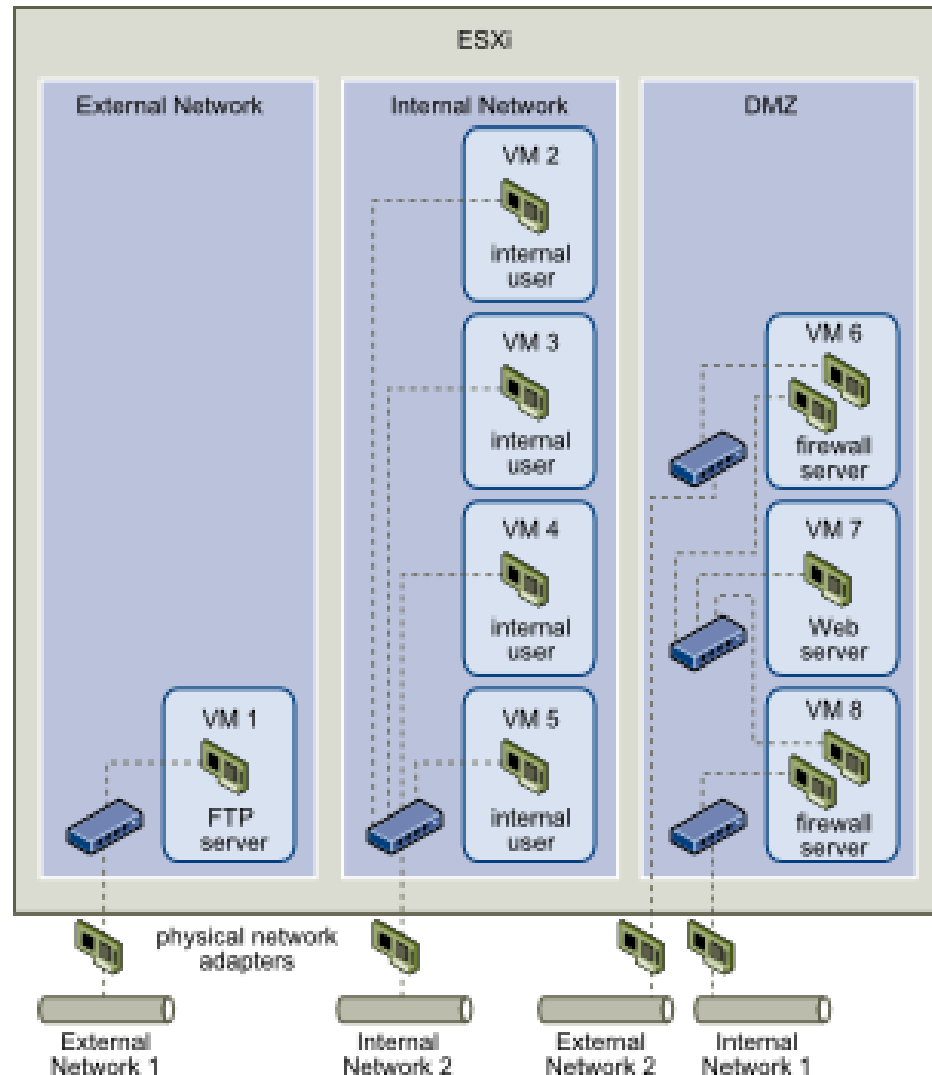 ESXi
External Network
Internal Network
DMZ
VM 2
internal
user
VM 3
internal
user
VM 4
internal
user
VM 5
internal
user
VM 1
FTP
server
VM 6
firewall
server
VM 7
Web
server
VM 8
firewall
server
physical network
adapters
External
Network 1
Internal
Network 2
External
Network 2
Internal
Network 1